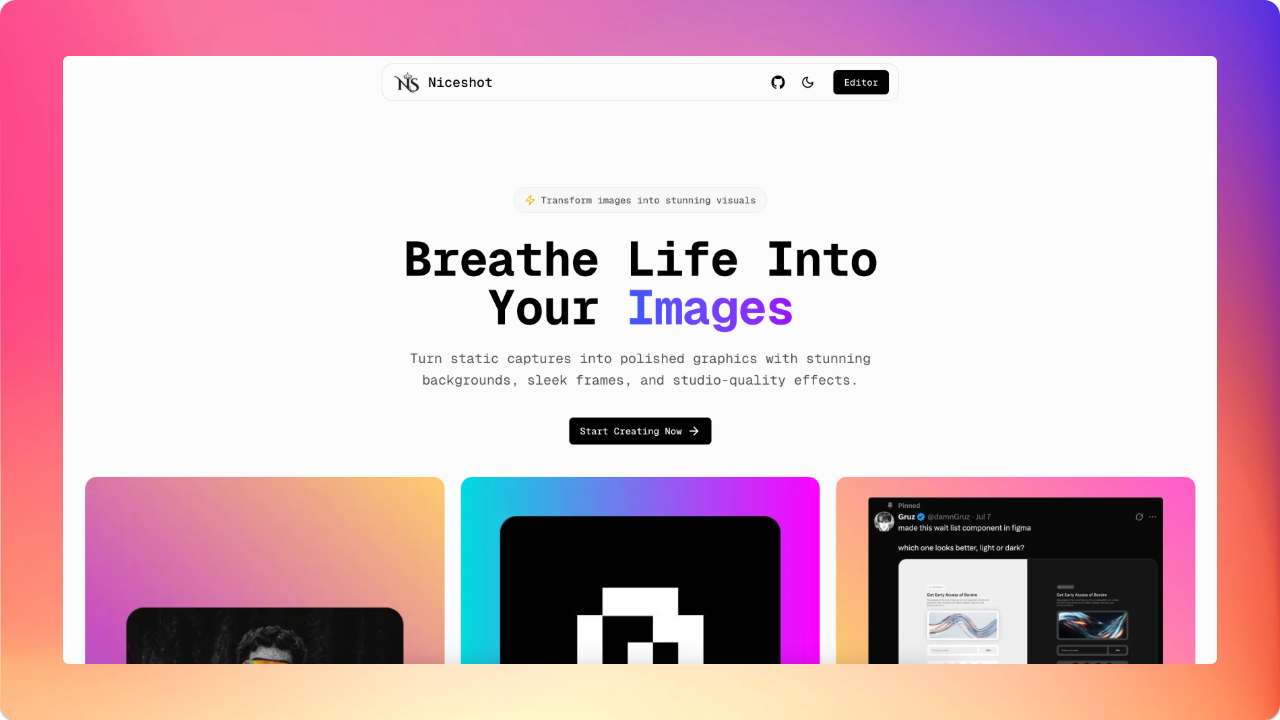 NS Niceshot
Editor
Transform images into stunning visuals
Breathe Life Into
Your Images
Turn static captures into polished graphics with stunning
backgrounds, sleek frames, and studio-quality effects.
Start Creating Now
Pinned
Gruz @damnGruz · Jul 7
made this wait list component in figma
which one looks better, light or dark?
Get Early Access of Bordre
Get Early Access of Bordre